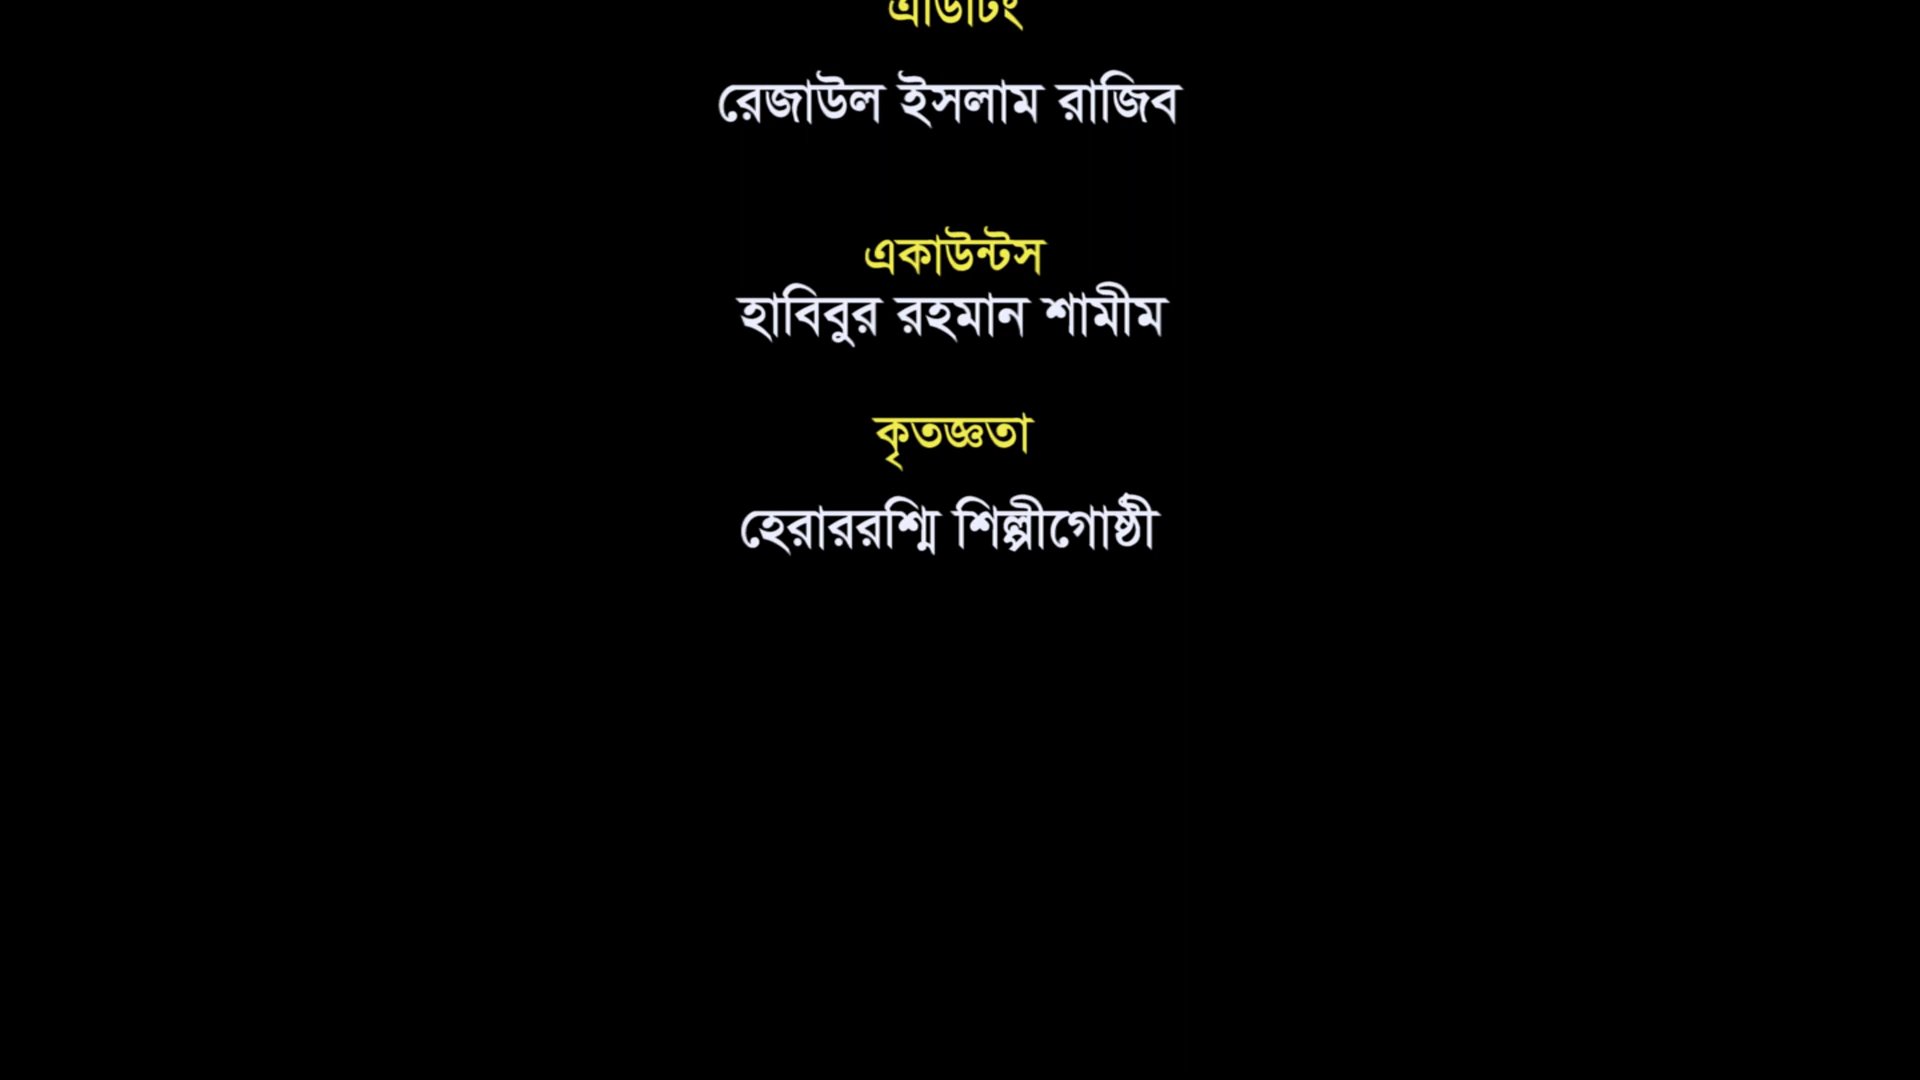 রেজাউল ইসলাম রাজিব
একাউন্টস
হাবিবুর রহমান শামীম
কৃতজ্ঞতা
হেরাররশ্মি শিল্পীগোষ্ঠী